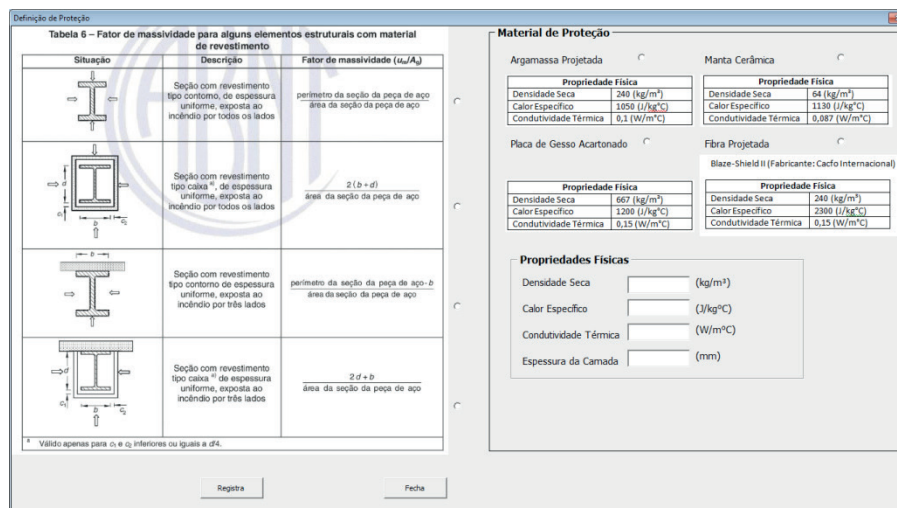 Definição de Proteção
Tabela 6 – Fator de massividade para alguns elementos estruturais com material
de revestimento
Situação
Descrição
Fator de massividade (uₘ/Aₐ)
Seção com revestimento
tipo contorno, de espessura
uniforme, exposta ao
incêndio por todos os lados
perímetro da seção da peça de aço
área da seção da peça de aço
d
c₁
b
c₂
Seção com revestimento
tipo caixa ᵃ⁾, de espessura
uniforme, exposta ao
incêndio por todos os lados
2 (b + d)
área da seção da peça de aço
b
Seção com revestimento
tipo contorno de espessura
uniforme, exposta ao
incêndio por três lados
perímetro da seção da peça de aço - b
área da seção da peça de aço
d
c₁
b
c₂
Seção com revestimento
tipo caixa ᵃ⁾ de espessura
uniforme, exposta ao
incêndio por três lados
2 d + b
área da seção da peça de aço
ᵃ Válido apenas para c₁ e c₂ inferiores ou iguais a d/4.
Registra
Fecha
Material de Proteção
Argamassa Projetada
Propriedade Física
Densidade Seca 240 (kg/m³)
Calor Específico 1050 (J/kg°C)
Condutividade Térmica 0,1 (W/m°C)
Manta Cerâmica
Propriedade Física
Densidade Seca 64 (kg/m³)
Calor Específico 1130 (J/kg°C)
Condutividade Térmica 0,087 (W/m°C)
Placa de Gesso Acartonado
Propriedade Física
Densidade Seca 667 (kg/m³)
Calor Específico 1200 (J/kg°C)
Condutividade Térmica 0,15 (W/m°C)
Fibra Projetada
Blaze-Shield II (Fabricante: Cacfo Internacional)
Propriedade Física
Densidade Seca 240 (kg/m³)
Calor Específico 2300 (J/kg°C)
Condutividade Térmica 0,15 (W/m°C)
Propriedades Físicas
Densidade Seca (kg/m³)
Calor Específico (J/kgºC)
Condutividade Térmica (W/mºC)
Espessura da Camada (mm)